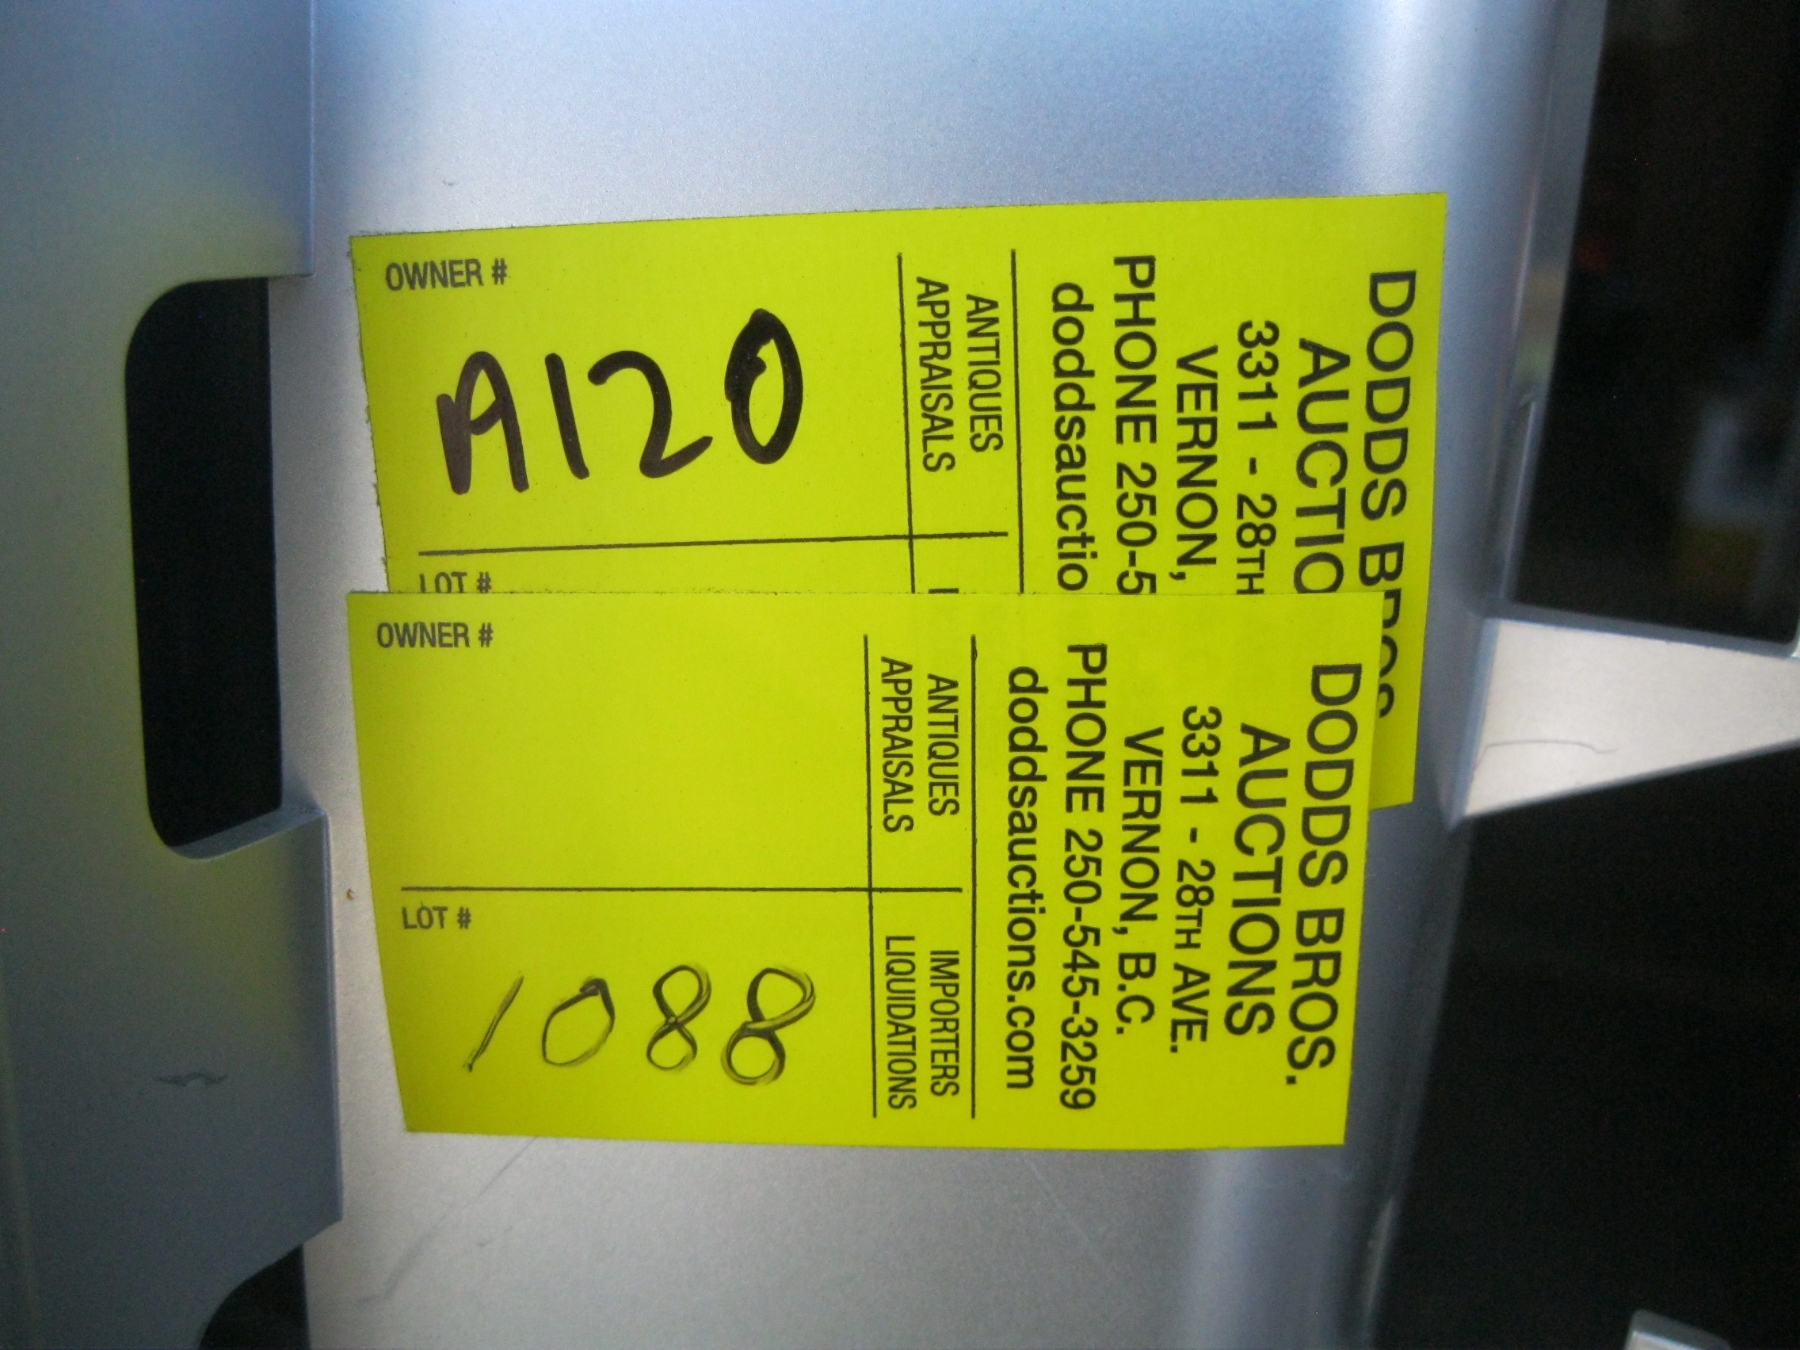 DODDS BROS
AUCTIO
3311 - 28TH
VERNON,
PHONE 250-5
doddsauctio
ANTIQUES
APPRAISALS
OWNER #
A120
LOT #
DODDS BROS.
AUCTIONS
3311 - 28TH AVE.
VERNON, B.C.
PHONE 250-545-3259
doddsauctions.com
ANTIQUES
APPRAISALS
IMPORTERS
LIQUIDATIONS
OWNER #
LOT #
1088